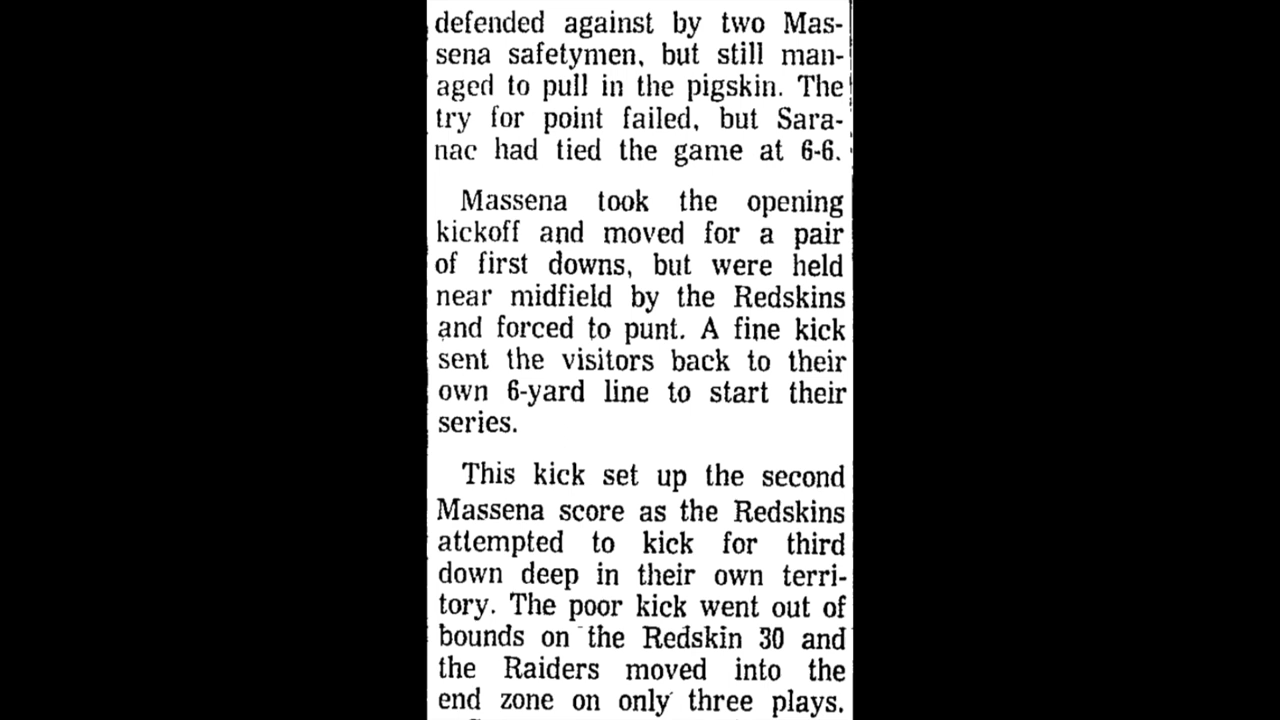 defended against by two Mas-
sena safetymen, but still man-
aged to pull in the pigskin. The
try for point failed, but Sara-
nac had tied the game at 6-6.
Massena took the opening
kickoff and moved for a pair
of first downs, but were held
near midfield by the Redskins
and forced to punt. A fine kick
sent the visitors back to their
own 6-yard line to start their
series.
This kick set up the second
Massena score as the Redskins
attempted to kick for third
down deep in their own terri-
tory. The poor kick went out of
bounds on the Redskin 30 and
the Raiders moved into the
end zone on only three plays.